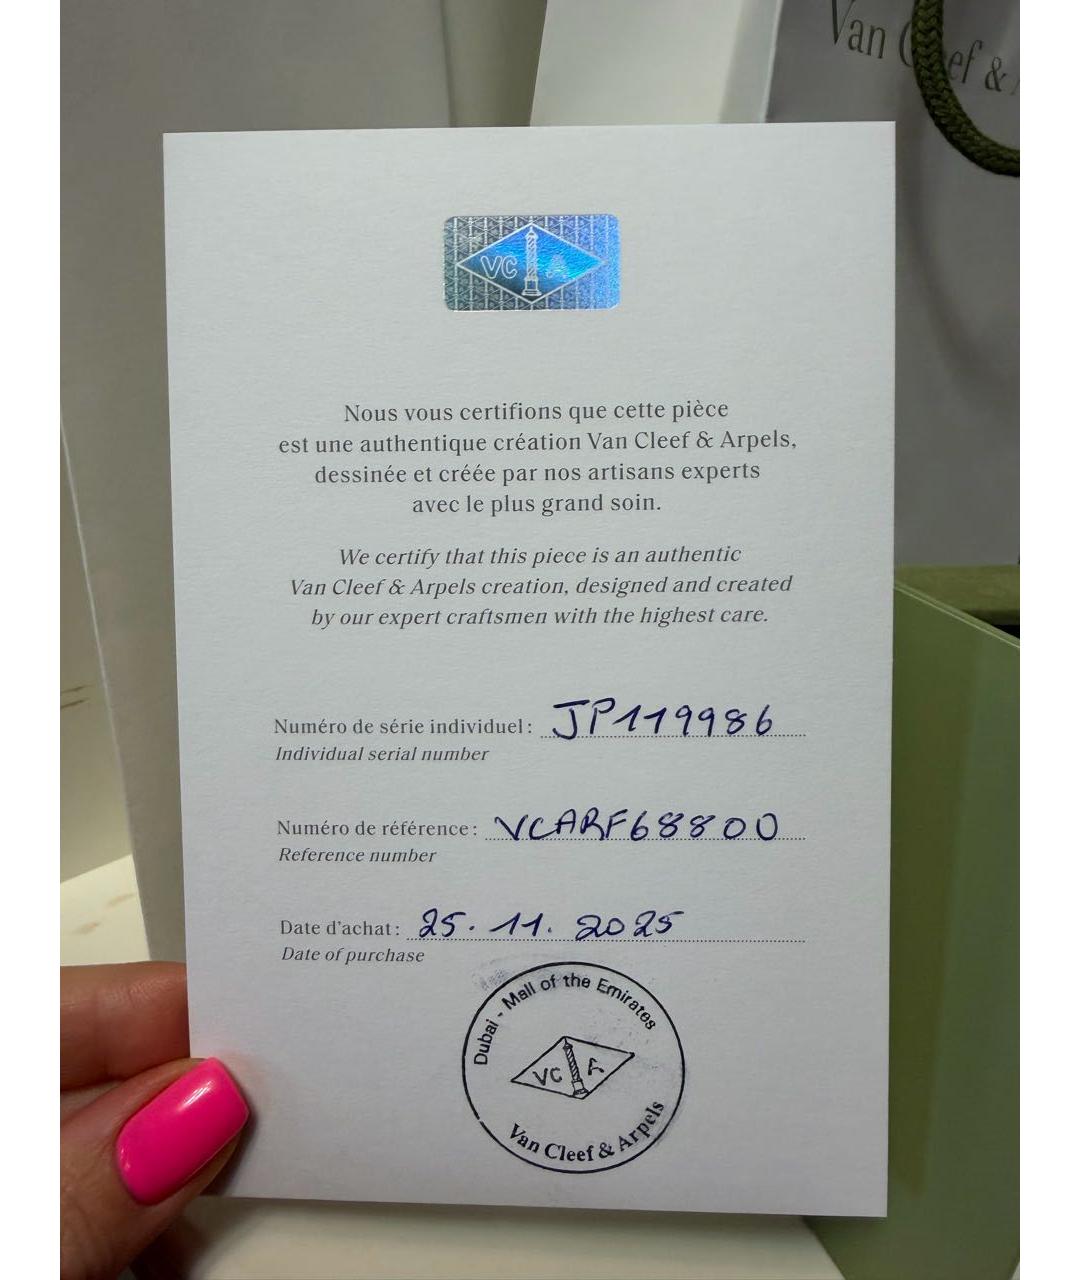 Van Cleef &
VC A
Nous vous certifions que cette pièce
est une authentique création Van Cleef & Arpels,
dessinée et créée par nos artisans experts
avec le plus grand soin.
We certify that this piece is an authentic
Van Cleef & Arpels creation, designed and created
by our expert craftsmen with the highest care.
Numéro de série individuel : JP119986
Individual serial number
Numéro de référence : VCARF68800
Reference number
Date d'achat : 25.11.2025
Date of purchase
Dubai - Mall of the Emirates
VC A
Van Cleef & Arpels